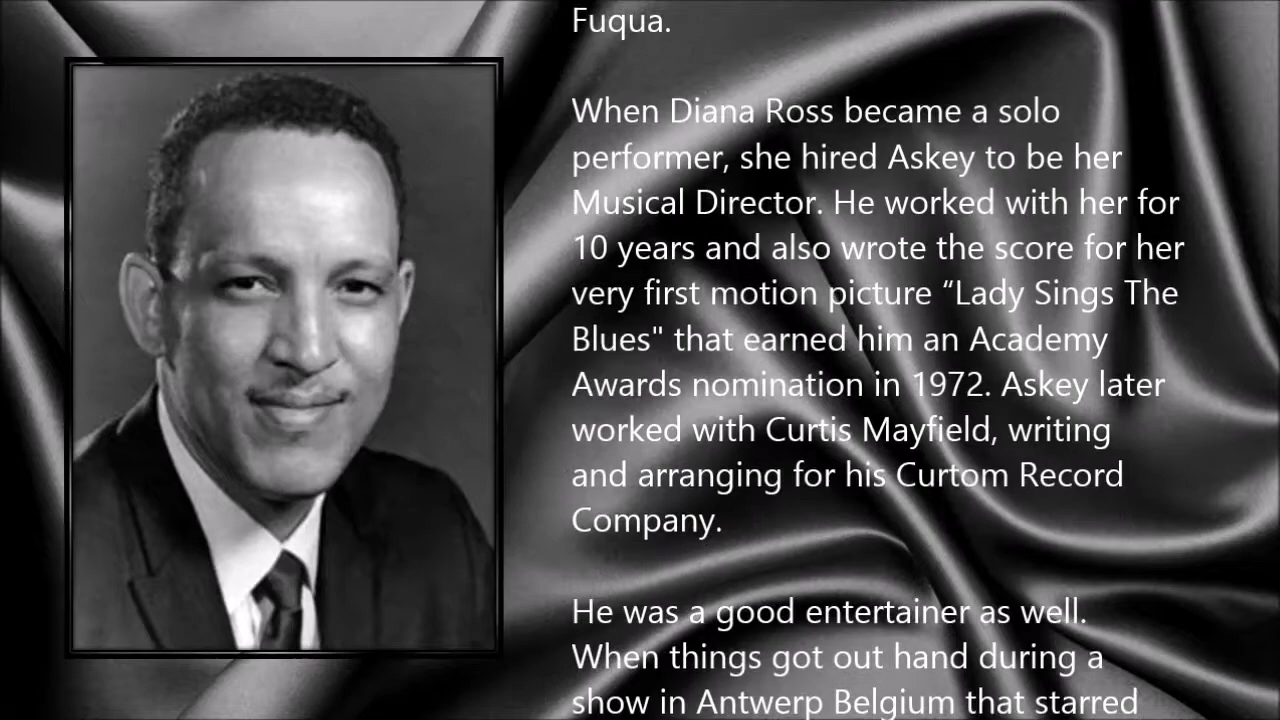 Fuqua.
When Diana Ross became a solo
performer, she hired Askey to be her
Musical Director. He worked with her for
10 years and also wrote the score for her
very first motion picture “Lady Sings The
Blues" that earned him an Academy
Awards nomination in 1972. Askey later
worked with Curtis Mayfield, writing
and arranging for his Curtom Record
Company.
He was a good entertainer as well.
When things got out hand during a
show in Antwerp Belgium that starred